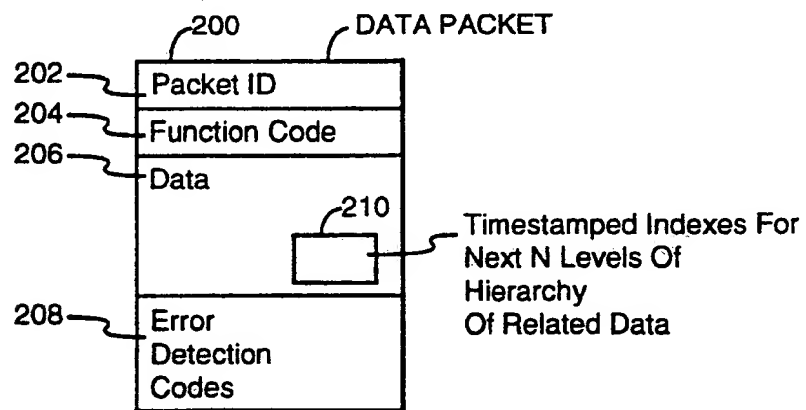 200 DATA PACKET
202 Packet ID
204 Function Code
206 Data
210
Timestamped Indexes For
Next N Levels Of
Hierarchy
Of Related Data
208 Error
Detection
Codes